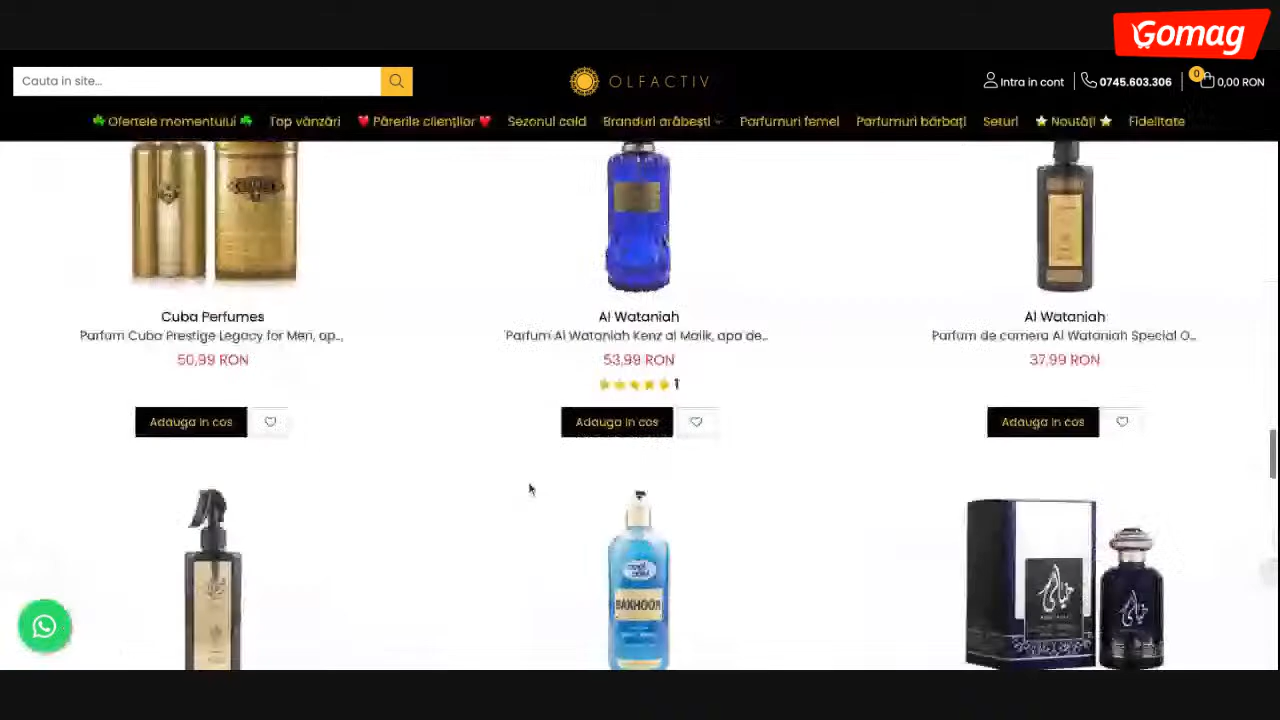 Gomag
Cauta in site...
OLFACTIV
Intra in cont
0745.603.306
0
0,00 RON
Ofertele momentului
Top vânzări
Părerile clienților
Sezonul cald
Branduri arăbești
Parfumuri femei
Parfumuri bărbați
Seturi
Noutăți
Fidelitate
Cuba Perfumes
Al Wataniah
Al Wataniah
Parfum Cuba Prestige Legacy for Men, ap...
Parfum Al Wataniah Kenz al Malik, apa de...
Parfum de camera Al Wataniah Special O...
50,99 RON
53,99 RON
37,99 RON
1
Adauga in cos
Adauga in cos
Adauga in cos
BAKHOOR